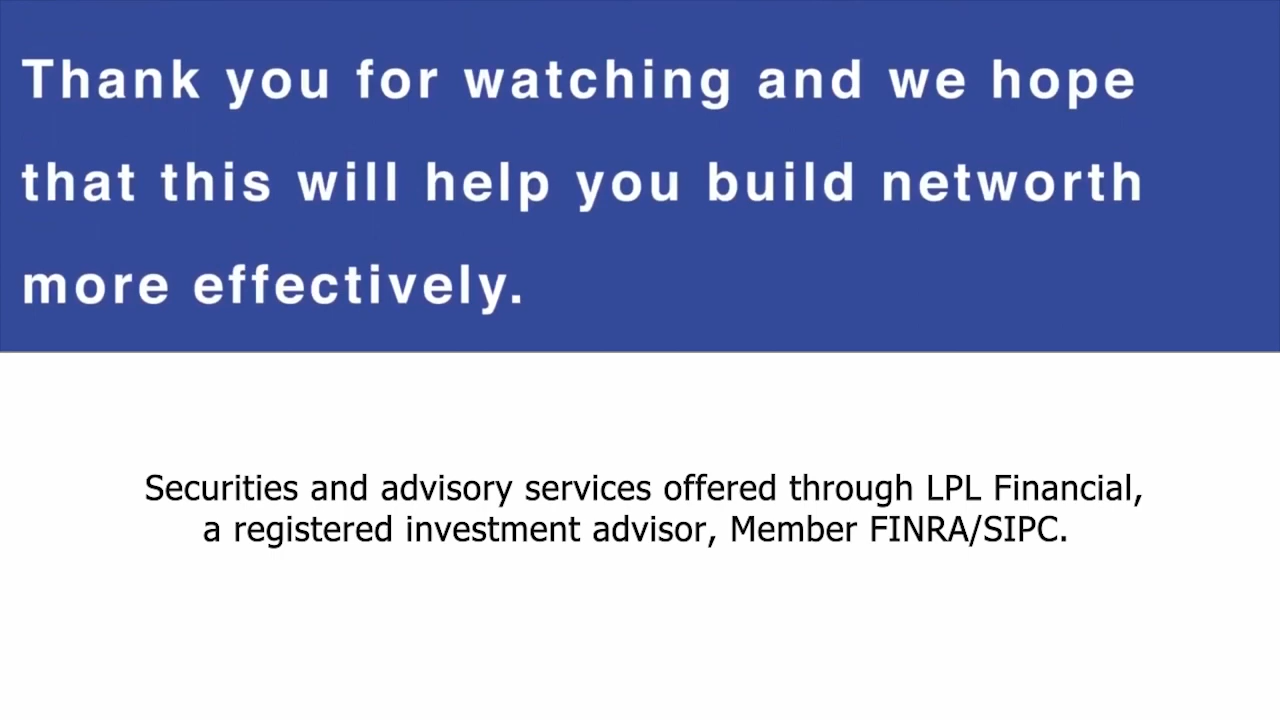 Thank you for watching and we hope
that this will help you build networth
more effectively.
Securities and advisory services offered through LPL Financial,
a registered investment advisor, Member FINRA/SIPC.